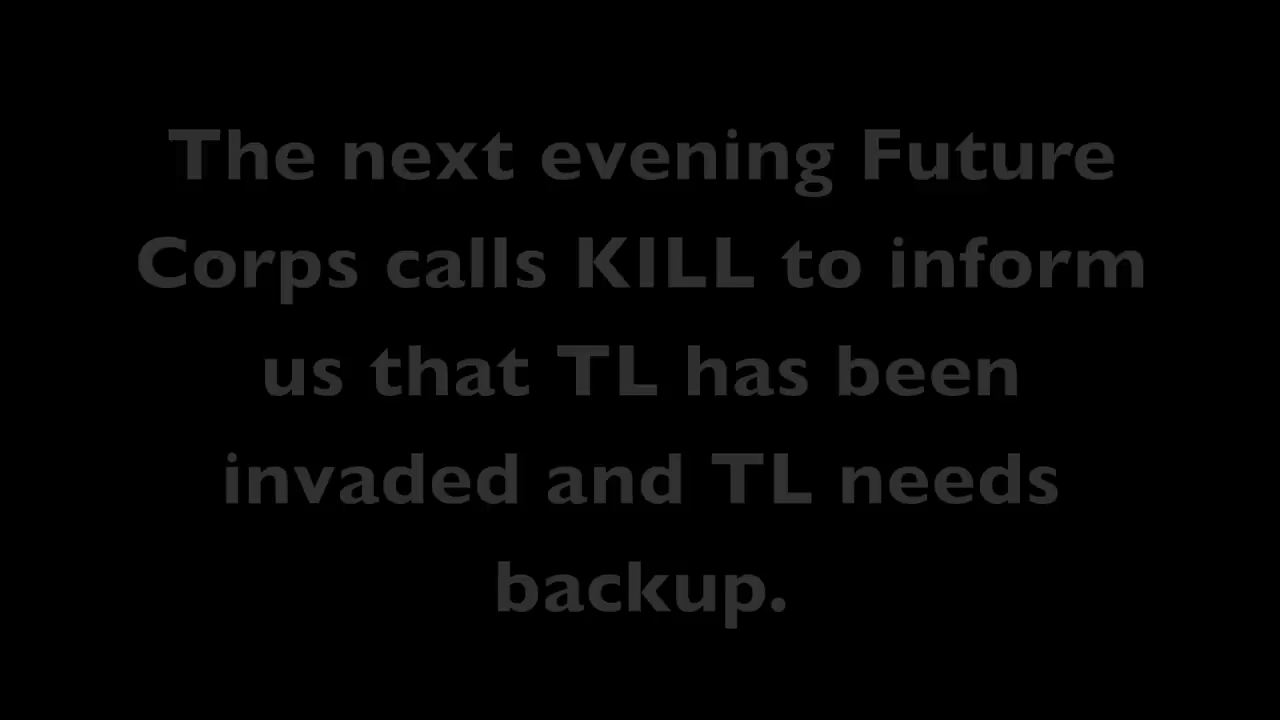 The next evening Future
Corps calls KILL to inform
us that TL has been
invaded and TL needs
backup.